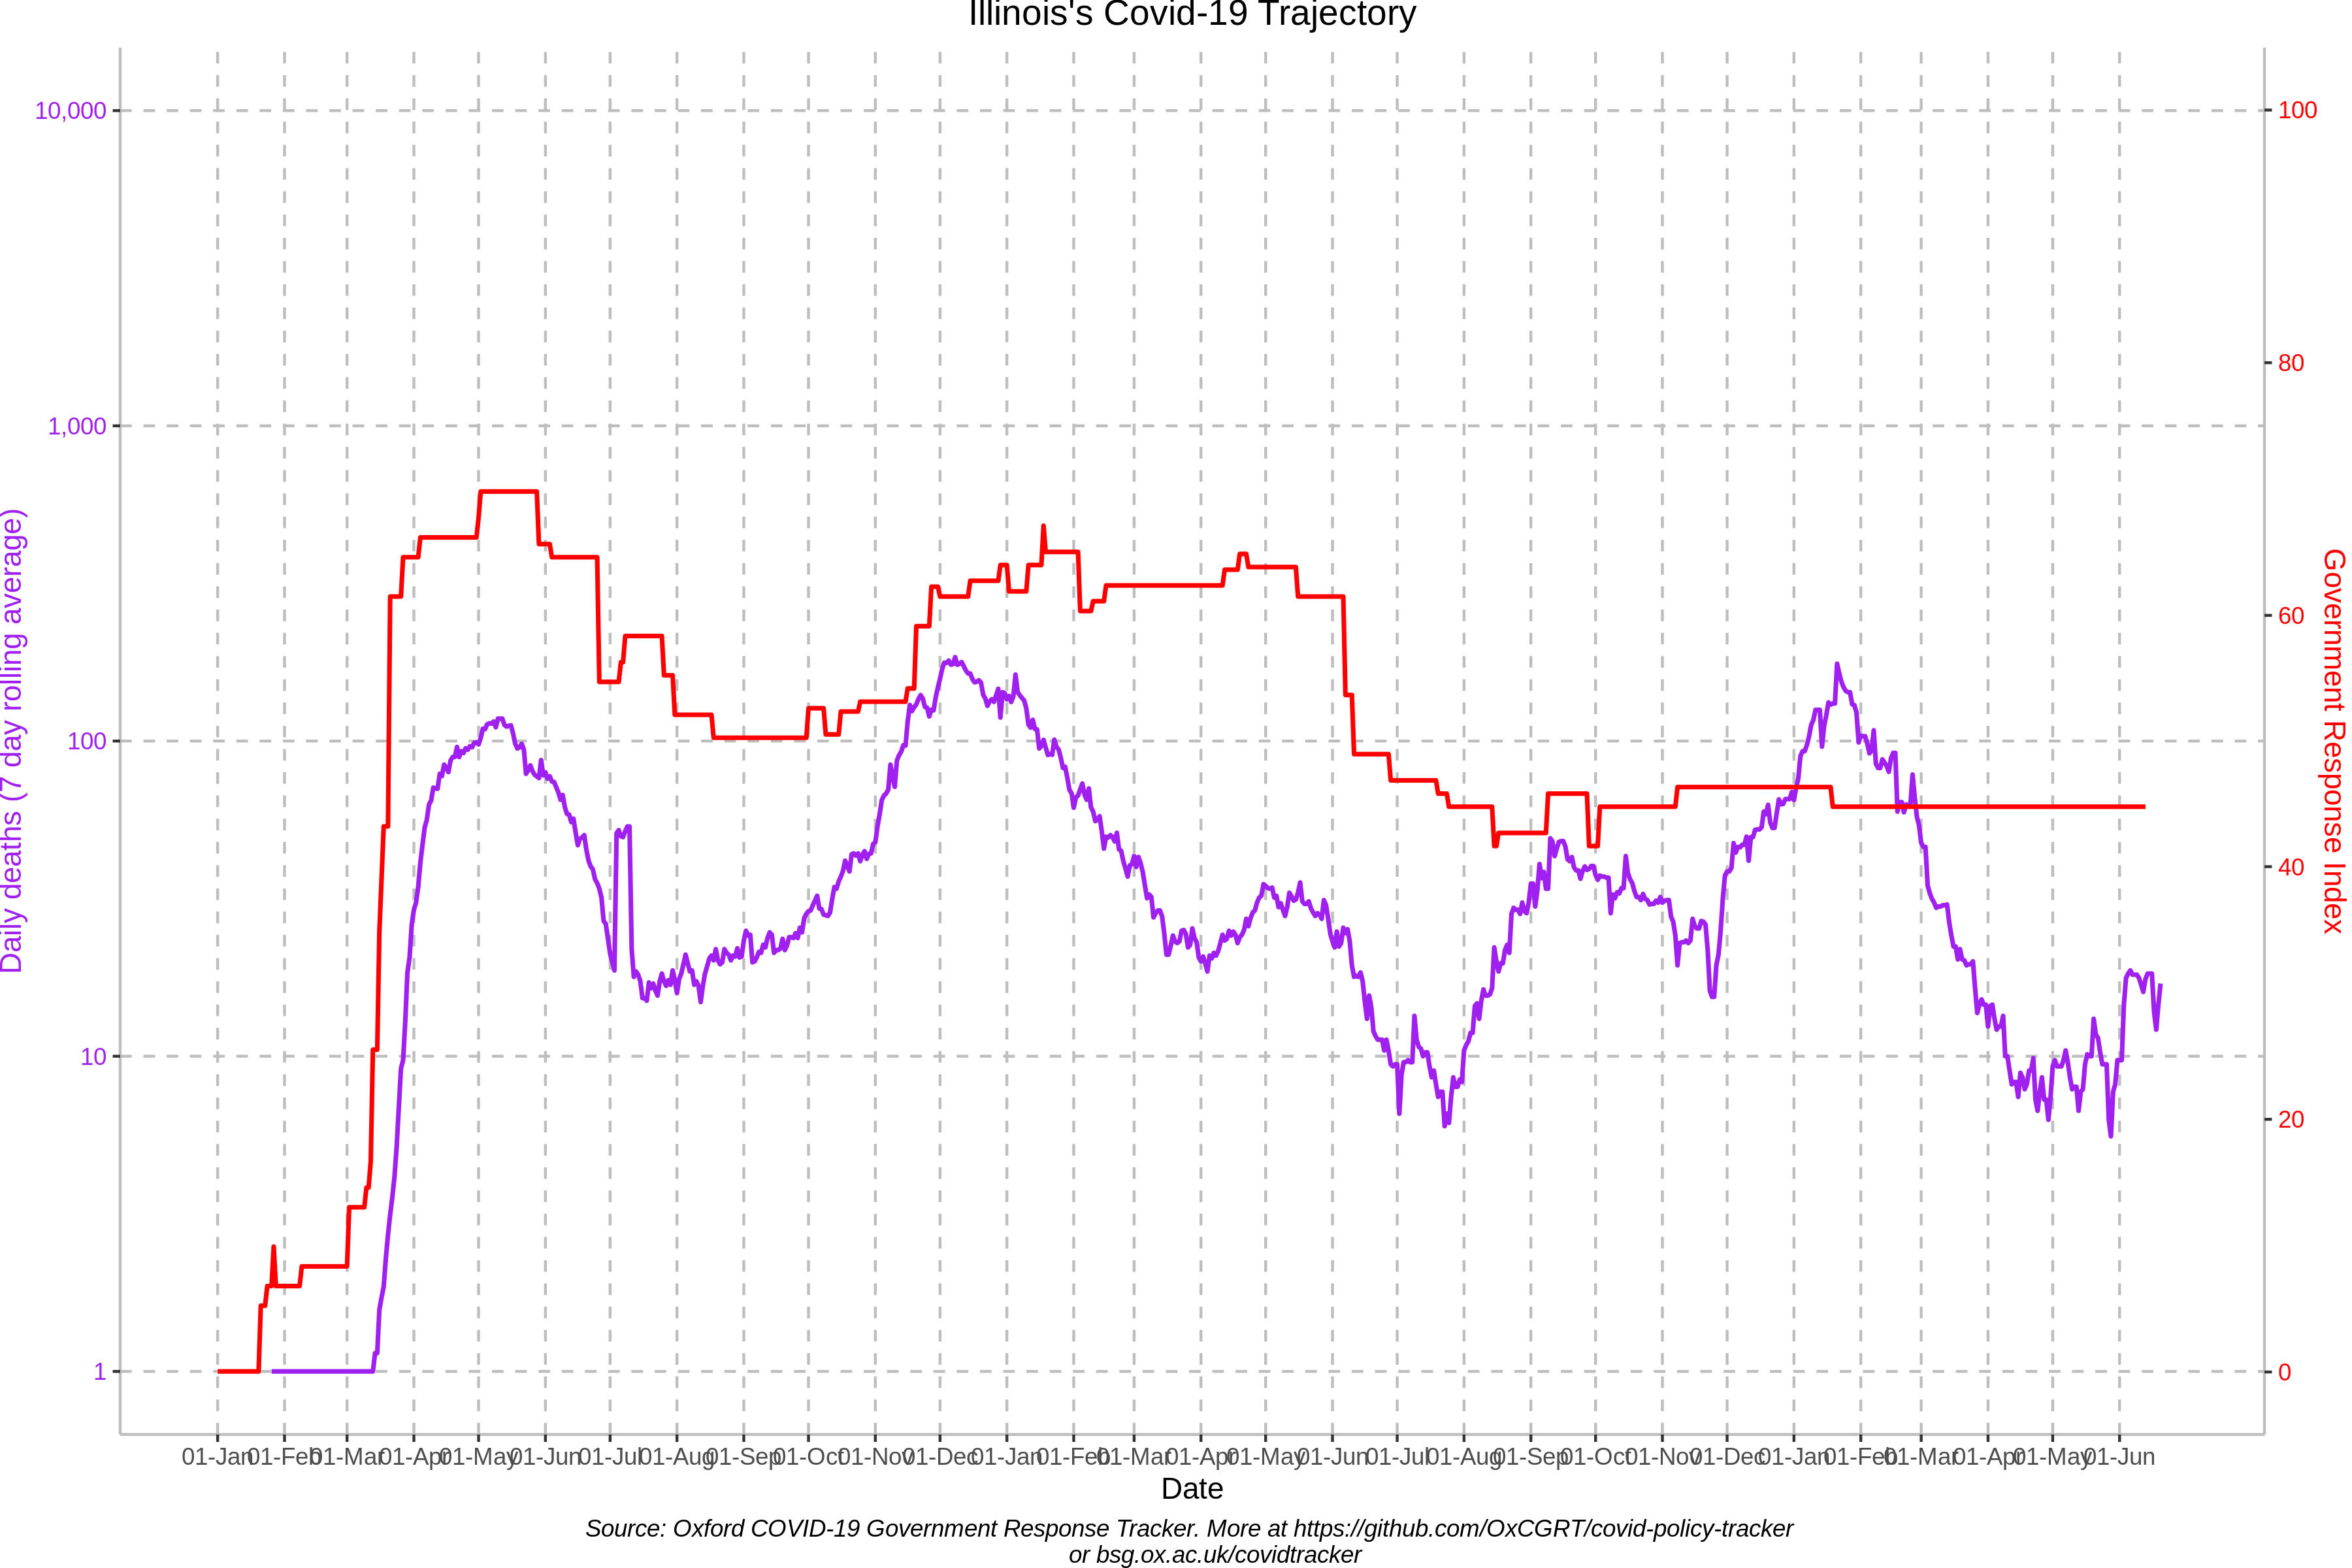 Illinois's Covid-19 Trajectory
10,000
1,000
100
10
1
Daily deaths (7 day rolling average)
100
80
60
40
20
0
Government Response Index
01-Jan 01-Feb 01-Mar 01-Apr 01-May 01-Jun 01-Jul 01-Aug 01-Sep 01-Oct 01-Nov 01-Dec 01-Jan 01-Feb 01-Mar 01-Apr 01-May 01-Jun 01-Jul 01-Aug 01-Sep 01-Oct 01-Nov 01-Dec 01-Jan 01-Feb 01-Mar 01-Apr 01-May 01-Jun
Date
Source: Oxford COVID-19 Government Response Tracker. More at https://github.com/OxCGRT/covid-policy-tracker
or bsg.ox.ac.uk/covidtracker